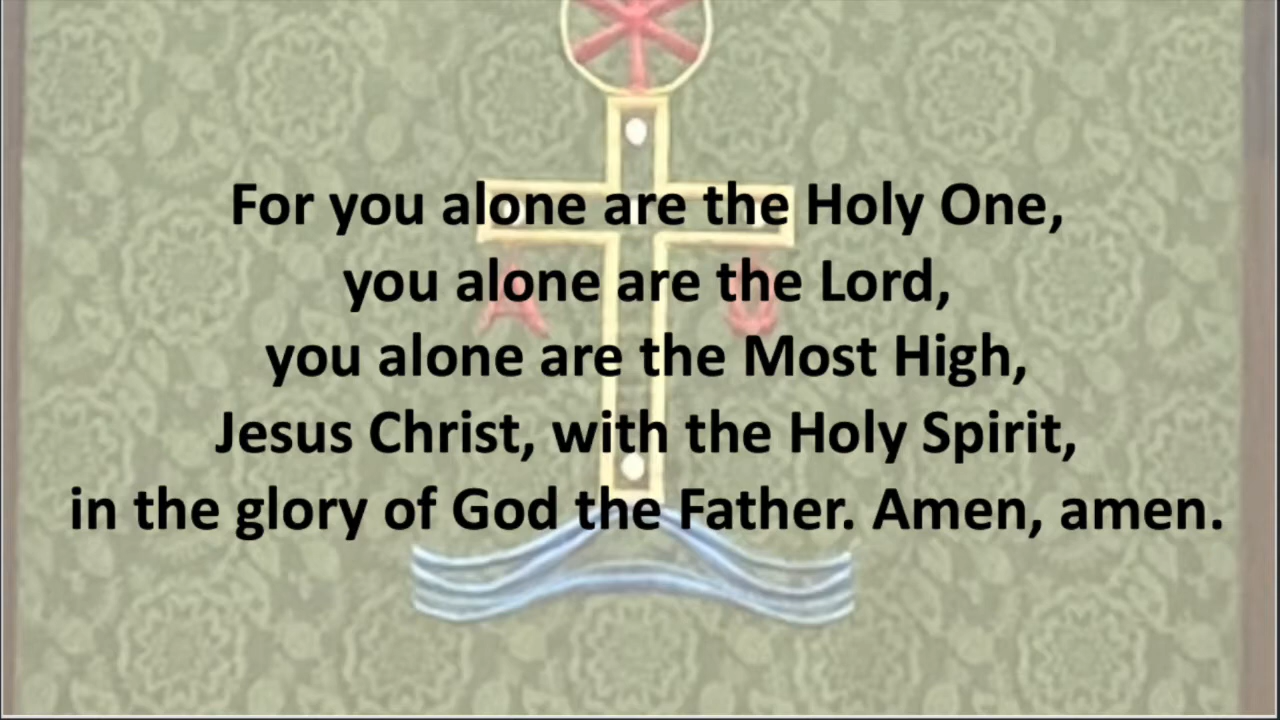 For you alone are the Holy One,
you alone are the Lord,
you alone are the Most High,
Jesus Christ, with the Holy Spirit,
in the glory of God the Father. Amen, amen.
Α Ω